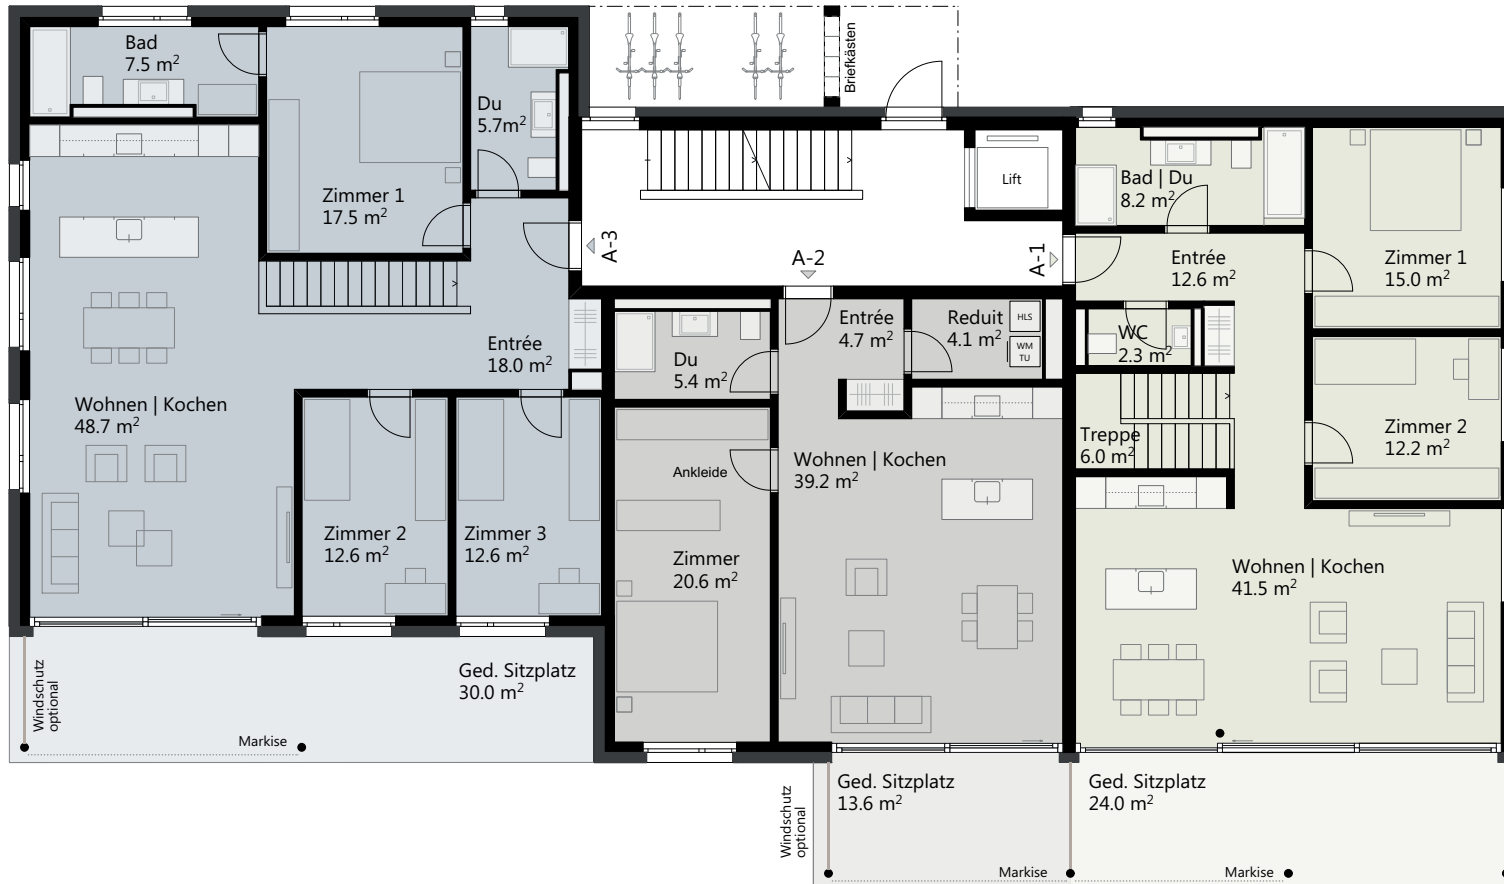 Bad
7.5 m²
Zimmer 1
17.5 m²
Du
5.7m²
Briefkästen
Lift
A-3
A-2
A-1
Bad | Du
8.2 m²
Entrée
12.6 m²
Zimmer 1
15.0 m²
Entrée
18.0 m²
Wohnen | Kochen
48.7 m²
Zimmer 2
12.6 m²
Zimmer 3
12.6 m²
Ged. Sitzplatz
30.0 m²
Windschutz
optional
Markise
Du
5.4 m²
Entrée
4.7 m²
Reduit
4.1 m²
HLS
WM
TU
Ankleide
Zimmer
20.6 m²
Wohnen | Kochen
39.2 m²
WC
2.3 m²
Treppe
6.0 m²
Zimmer 2
12.2 m²
Wohnen | Kochen
41.5 m²
Windschutz
optional
Ged. Sitzplatz
13.6 m²
Markise
Ged. Sitzplatz
24.0 m²
Markise